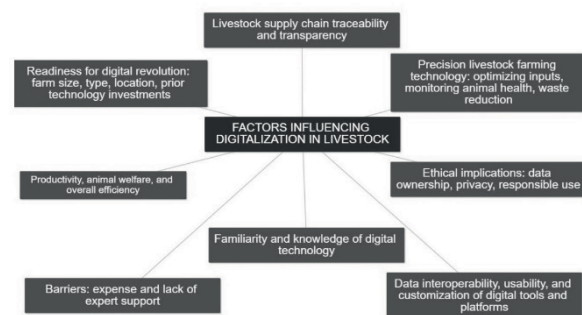 Livestock supply chain traceability
and transparency
Readiness for digital revolution:
farm size, type, location, prior
technology investments
Precision livestock farming
technology: optimizing inputs,
monitoring animal health, waste
reduction
FACTORS INFLUENCING
DIGITALIZATION IN LIVESTOCK
Productivity, animal welfare, and
overall efficiency
Ethical implications: data
ownership, privacy, responsible use
Familiarity and knowledge of digital
technology
Barriers: expense and lack of
expert support
Data interoperability, usability, and
customization of digital tools and
platforms